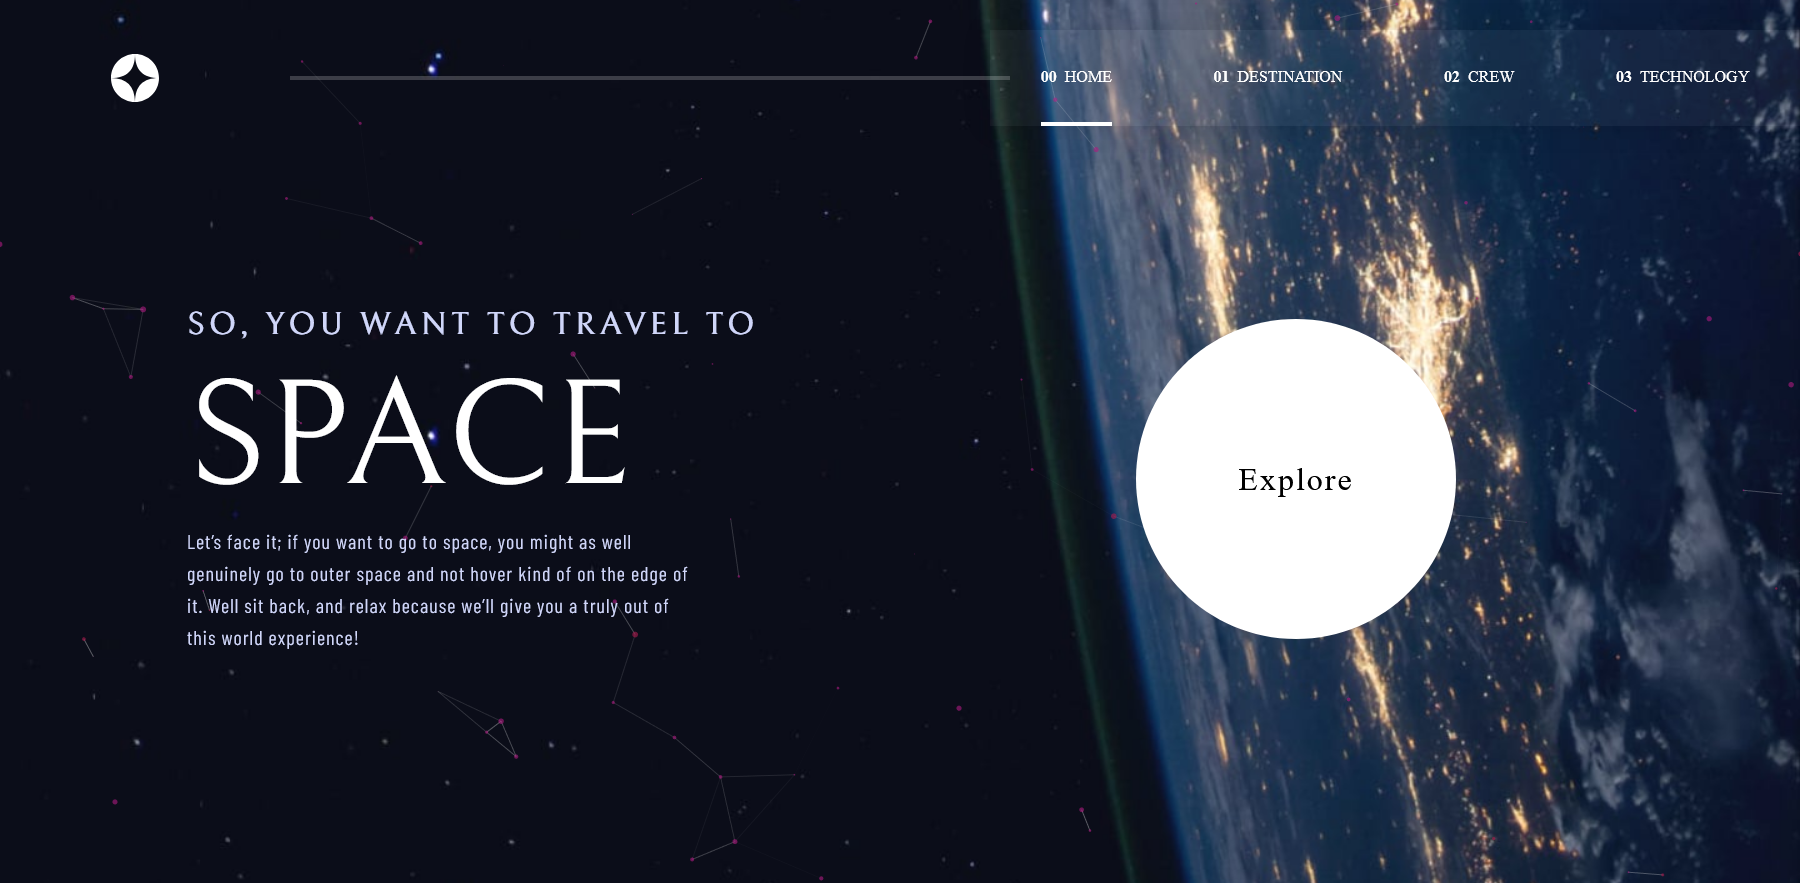 00 HOME 01 DESTINATION 02 CREW 03 TECHNOLOGY
SO, YOU WANT TO TRAVEL TO
SPACE
Let’s face it; if you want to go to space, you might as well
genuinely go to outer space and not hover kind of on the edge of
it. Well sit back, and relax because we’ll give you a truly out of
this world experience!
Explore